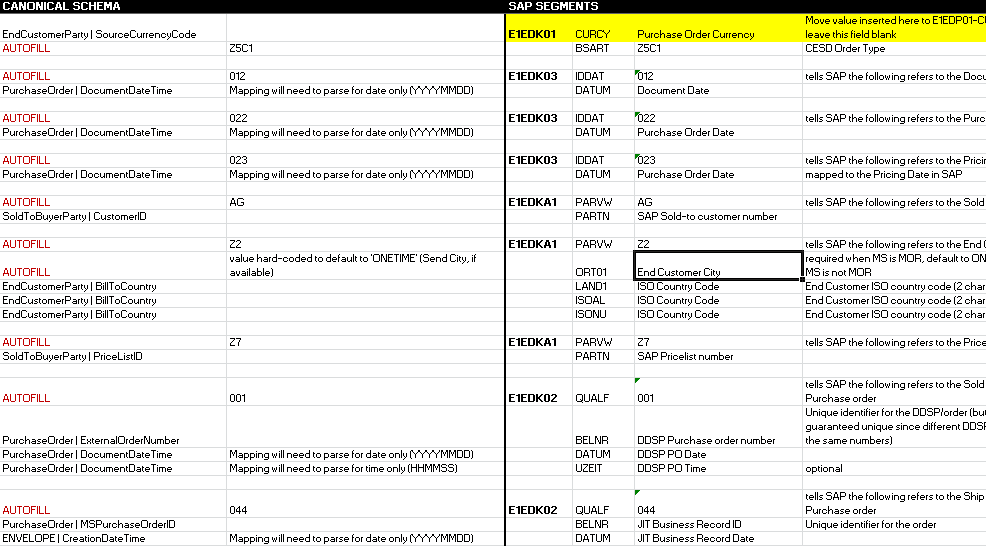 CANONICAL SCHEMA SAP SEGMENTS
Move value inserted here to E1EDP01-CU
EndCustomerParty | SourceCurrencyCode E1EDK01 CURCY Purchase Order Currency leave this field blank
AUTOFILL Z5C1 BSART Z5C1 CESD Order Type
AUTOFILL 012 E1EDK03 IDDAT 012 tells SAP the following refers to the Docu
PurchaseOrder | DocumentDateTime Mapping will need to parse for date only (YYYYMMDD) DATUM Document Date
AUTOFILL 022 E1EDK03 IDDAT 022 tells SAP the following refers to the Purc
PurchaseOrder | DocumentDateTime Mapping will need to parse for date only (YYYYMMDD) DATUM Purchase Order Date
AUTOFILL 023 E1EDK03 IDDAT 023 tells SAP the following refers to the Pricin
PurchaseOrder | DocumentDateTime Mapping will need to parse for date only (YYYYMMDD) DATUM Purchase Order Date mapped to the Pricing Date in SAP
AUTOFILL AG E1EDKA1 PARVW AG tells SAP the following refers to the Sold
SoldToBuyerParty | CustomerID PARTN SAP Sold-to customer number
AUTOFILL Z2 E1EDKA1 PARVW Z2 tells SAP the following refers to the End C
value hard-coded to default to 'ONETIME' (Send City, if required when MS is MOR, default to ON
AUTOFILL available) ORT01 End Customer City MS is not MOR
EndCustomerParty | BillToCountry LAND1 ISO Country Code End Customer ISO country code (2 char
EndCustomerParty | BillToCountry ISOAL ISO Country Code End Customer ISO country code (2 char
EndCustomerParty | BillToCountry ISONU ISO Country Code End Customer ISO country code (2 char
AUTOFILL Z7 E1EDKA1 PARVW Z7 tells SAP the following refers to the Price
SoldToBuyerParty | PriceListID PARTN SAP Pricelist number
tells SAP the following refers to the Sold
AUTOFILL 001 E1EDK02 QUALF 001 Purchase order
Unique identifier for the DDSP/order (but
guaranteed unique since different DDSP
PurchaseOrder | ExternalOrderNumber BELNR DDSP Purchase order number the same numbers)
PurchaseOrder | DocumentDateTime Mapping will need to parse for date only (YYYYMMDD) DATUM DDSP PO Date
PurchaseOrder | DocumentDateTime Mapping will need to parse for time only (HHMMSS) UZEIT DDSP PO Time optional
tells SAP the following refers to the Ship
AUTOFILL 044 E1EDK02 QUALF 044 Purchase order
PurchaseOrder | MSPurchaseOrderID BELNR JIT Business Record ID Unique identifier for the order
ENVELOPE | CreationDateTime Mapping will need to parse for date only (YYYYMMDD) DATUM JIT Business Record Date